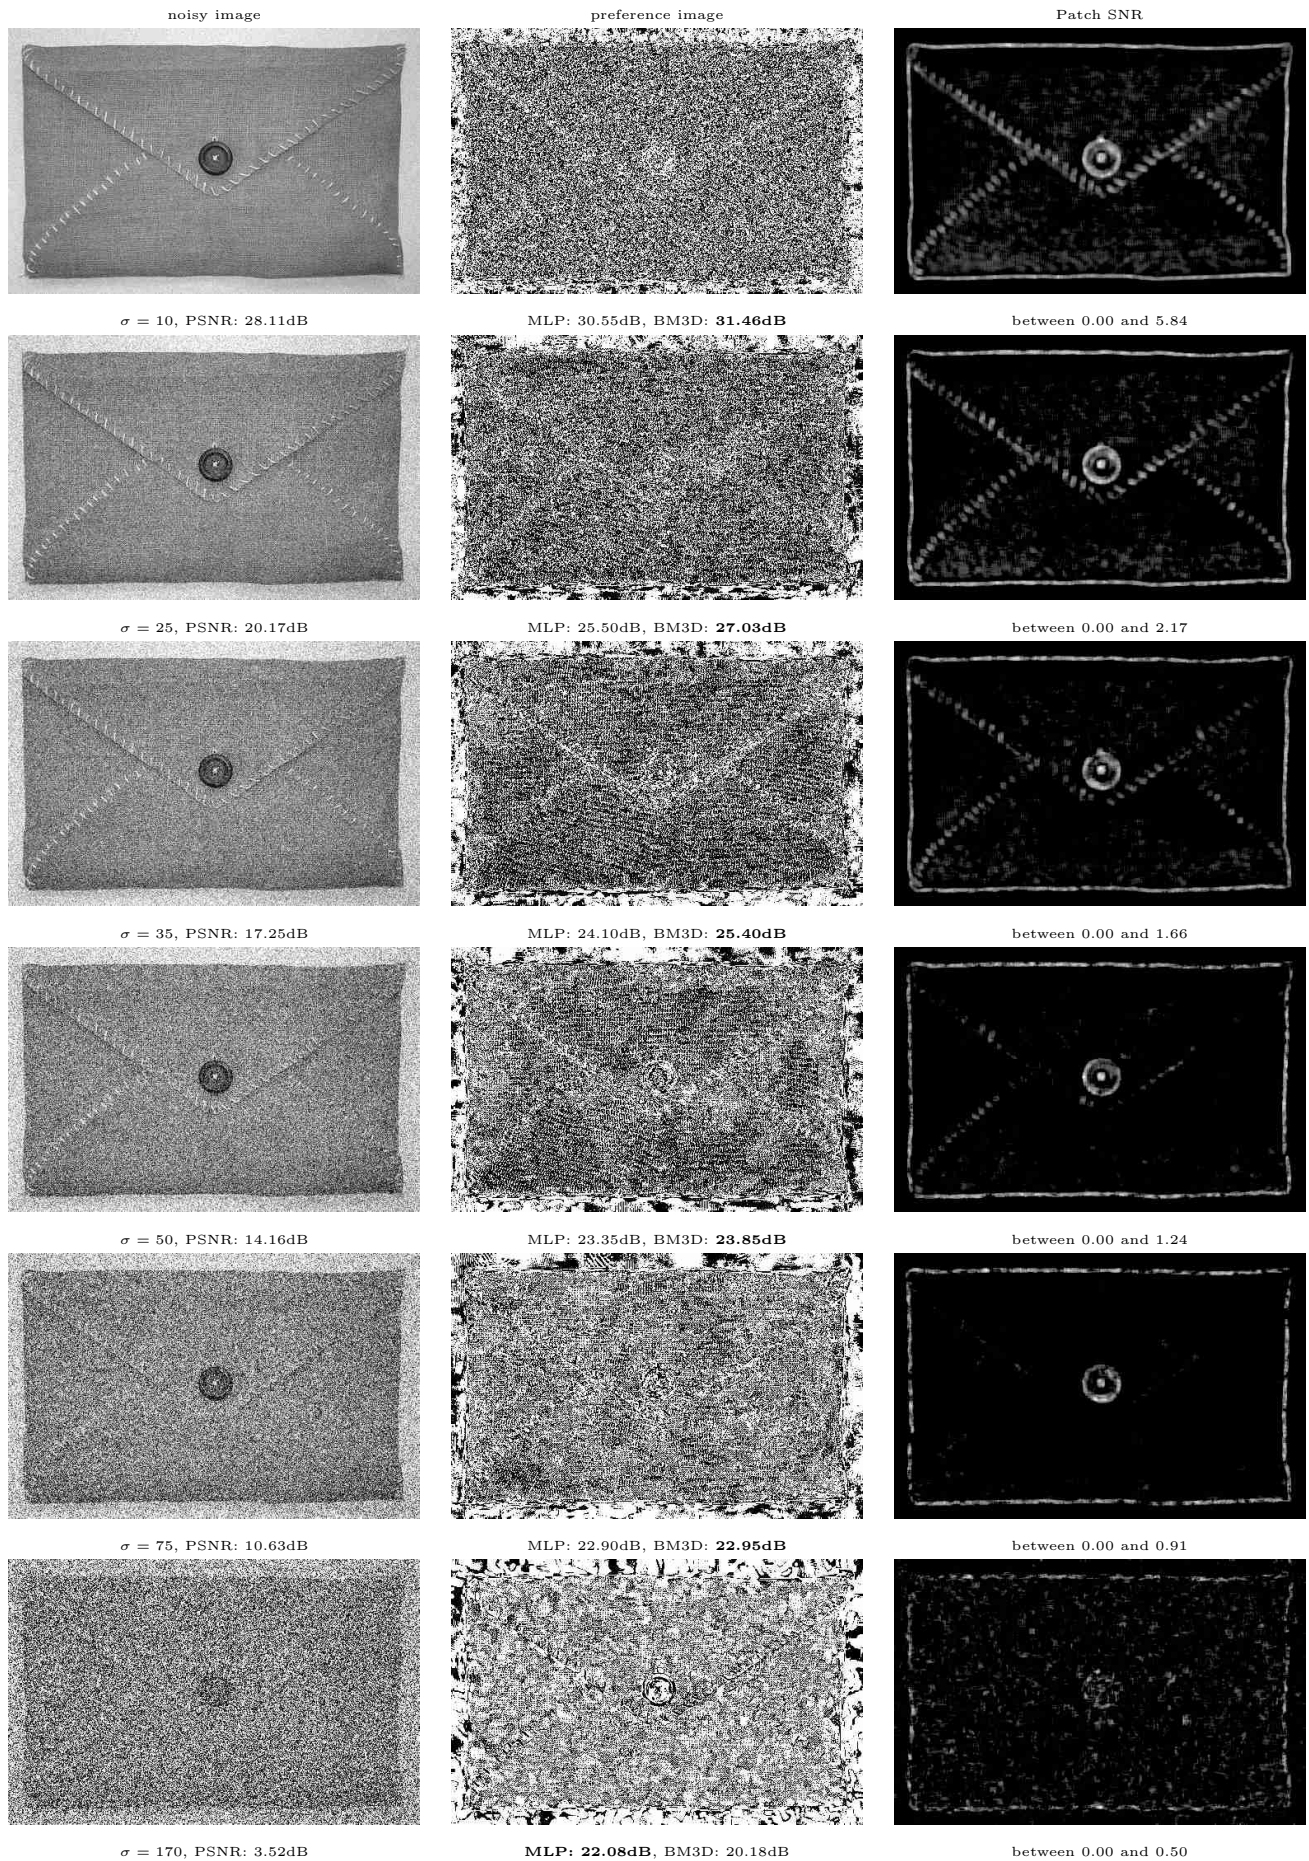 noisy image preference image Patch SNR
σ = 10, PSNR: 28.11dB MLP: 30.55dB, BM3D: 31.46dB between 0.00 and 5.84
σ = 25, PSNR: 20.17dB MLP: 25.50dB, BM3D: 27.03dB between 0.00 and 2.17
σ = 35, PSNR: 17.25dB MLP: 24.10dB, BM3D: 25.40dB between 0.00 and 1.66
σ = 50, PSNR: 14.16dB MLP: 23.35dB, BM3D: 23.85dB between 0.00 and 1.24
σ = 75, PSNR: 10.63dB MLP: 22.90dB, BM3D: 22.95dB between 0.00 and 0.91
σ = 170, PSNR: 3.52dB MLP: 22.08dB, BM3D: 20.18dB between 0.00 and 0.50